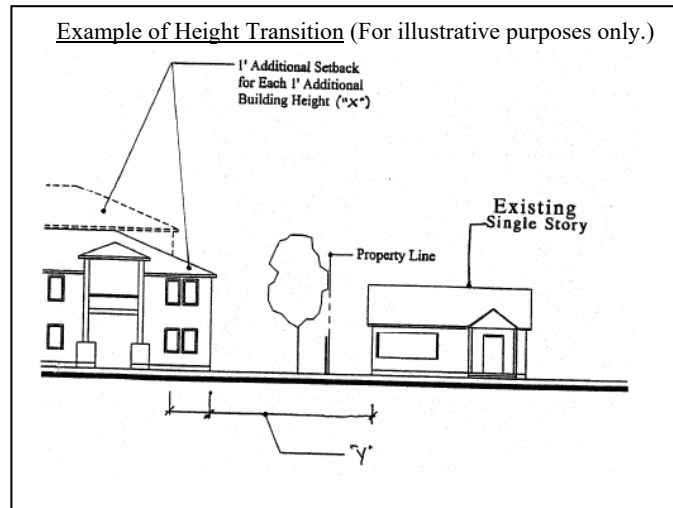 Example of Height Transition (For illustrative purposes only.)
1' Additional Setback
for Each 1' Additional
Building Height ("X")
Existing
Single Story
Property Line
"Y"